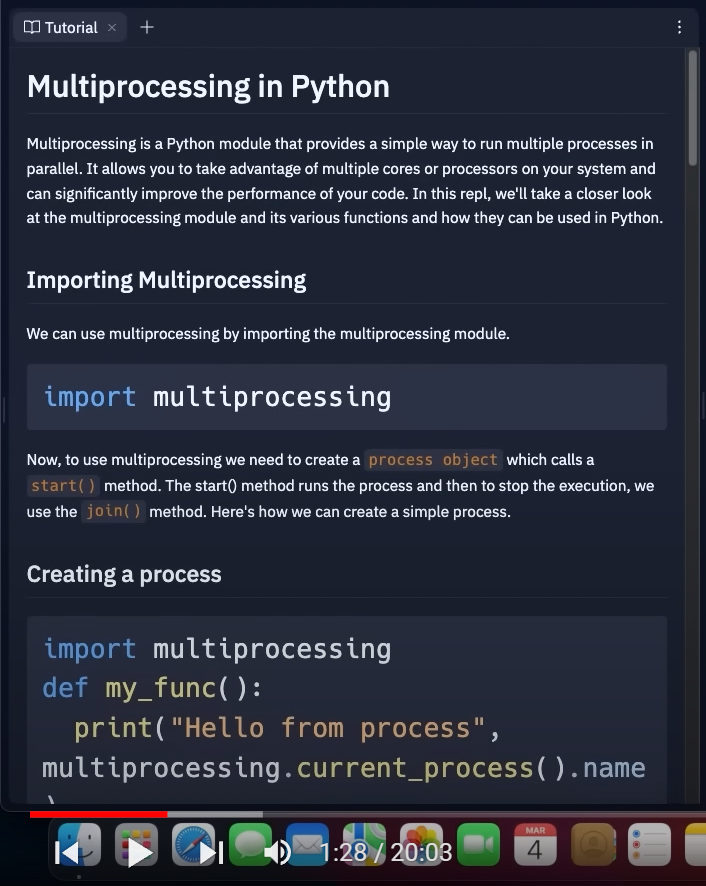 Tutorial
Multiprocessing in Python
Multiprocessing is a Python module that provides a simple way to run multiple processes in
parallel. It allows you to take advantage of multiple cores or processors on your system and
can significantly improve the performance of your code. In this repl, we'll take a closer look
at the multiprocessing module and its various functions and how they can be used in Python.
Importing Multiprocessing
We can use multiprocessing by importing the multiprocessing module.
import multiprocessing
Now, to use multiprocessing we need to create a process object which calls a
start() method. The start() method runs the process and then to stop the execution, we
use the join() method. Here's how we can create a simple process.
Creating a process
import multiprocessing
def my_func():
  print("Hello from process",
multiprocessing.current_process().name
)
MAR
4
1:28 / 20:03